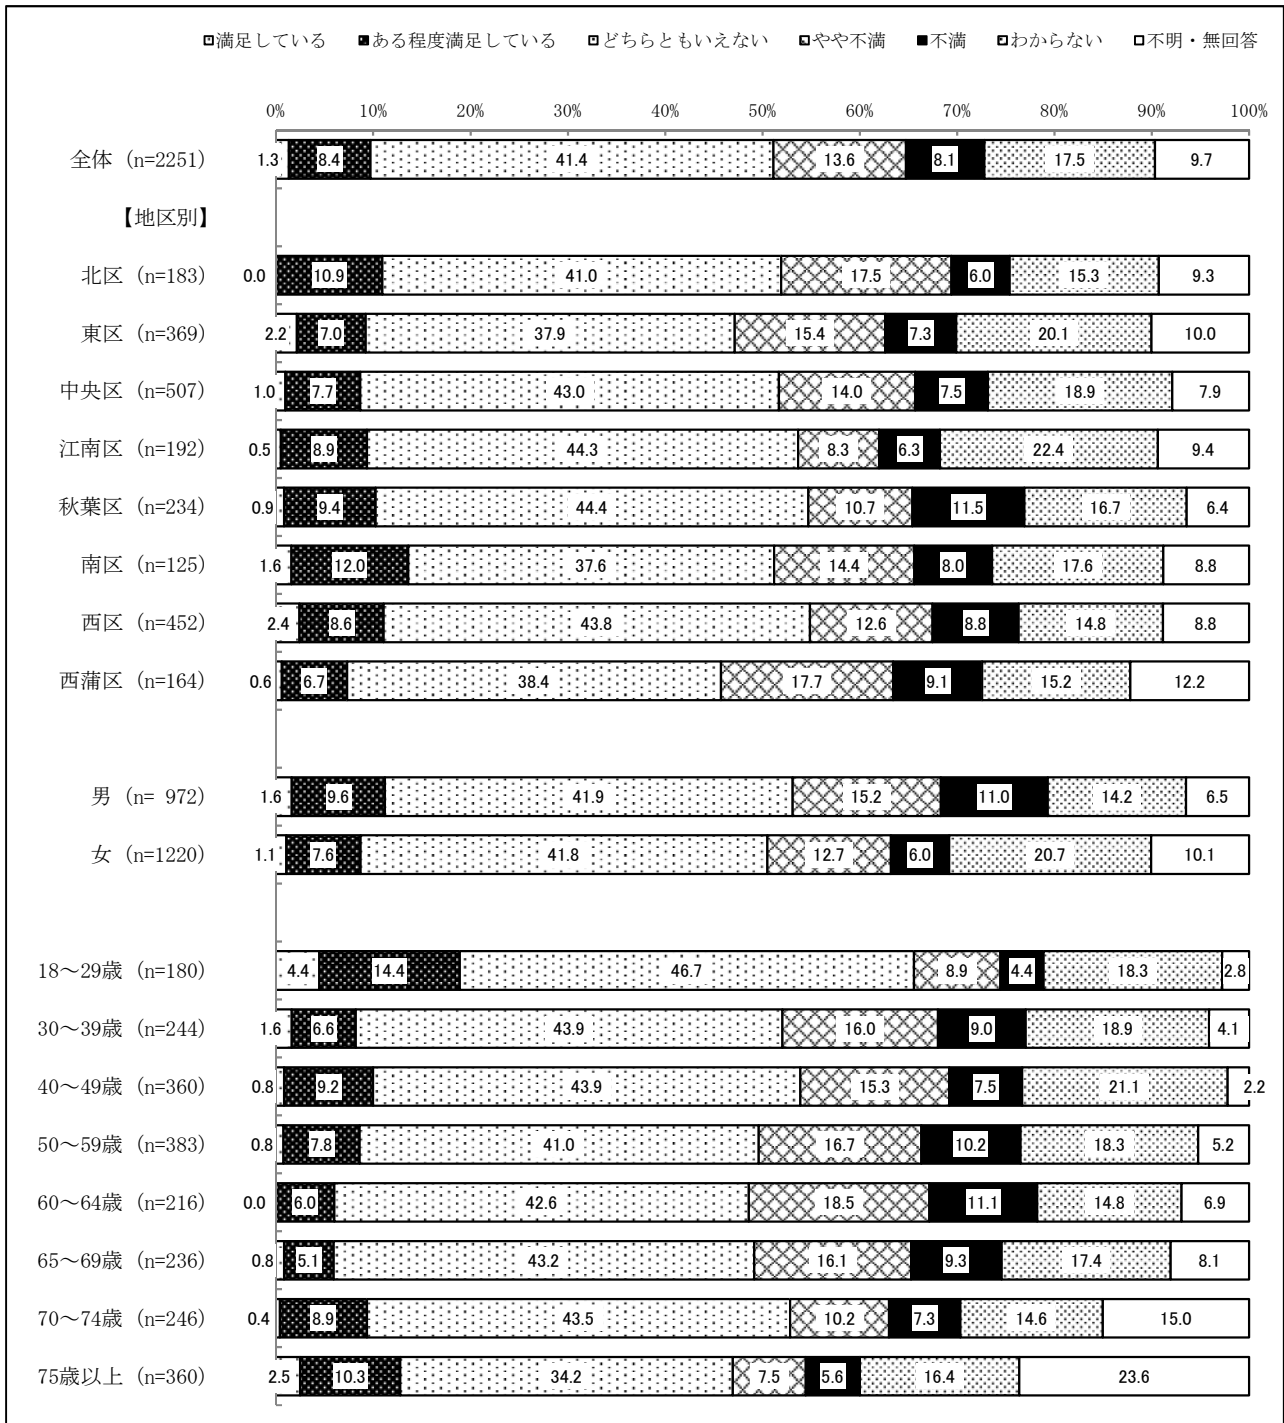 満足している ある程度満足している どちらともいえない やや不満 不満 わからない 不明・無回答
0% 10% 20% 30% 40% 50% 60% 70% 80% 90% 100%
全体 (n=2251) 1.3 8.4 41.4 13.6 8.1 17.5 9.7
【地区別】
北区 (n=183) 0.0 10.9 41.0 17.5 6.0 15.3 9.3
東区 (n=369) 2.2 7.0 37.9 15.4 7.3 20.1 10.0
中央区 (n=507) 1.0 7.7 43.0 14.0 7.5 18.9 7.9
江南区 (n=192) 0.5 8.9 44.3 8.3 6.3 22.4 9.4
秋葉区 (n=234) 0.9 9.4 44.4 10.7 11.5 16.7 6.4
南区 (n=125) 1.6 12.0 37.6 14.4 8.0 17.6 8.8
西区 (n=452) 2.4 8.6 43.8 12.6 8.8 14.8 8.8
西蒲区 (n=164) 0.6 6.7 38.4 17.7 9.1 15.2 12.2
男 (n= 972) 1.6 9.6 41.9 15.2 11.0 14.2 6.5
女 (n=1220) 1.1 7.6 41.8 12.7 6.0 20.7 10.1
18～29歳 (n=180) 4.4 14.4 46.7 8.9 4.4 18.3 2.8
30～39歳 (n=244) 1.6 6.6 43.9 16.0 9.0 18.9 4.1
40～49歳 (n=360) 0.8 9.2 43.9 15.3 7.5 21.1 2.2
50～59歳 (n=383) 0.8 7.8 41.0 16.7 10.2 18.3 5.2
60～64歳 (n=216) 0.0 6.0 42.6 18.5 11.1 14.8 6.9
65～69歳 (n=236) 0.8 5.1 43.2 16.1 9.3 17.4 8.1
70～74歳 (n=246) 0.4 8.9 43.5 10.2 7.3 14.6 15.0
75歳以上 (n=360) 2.5 10.3 34.2 7.5 5.6 16.4 23.6